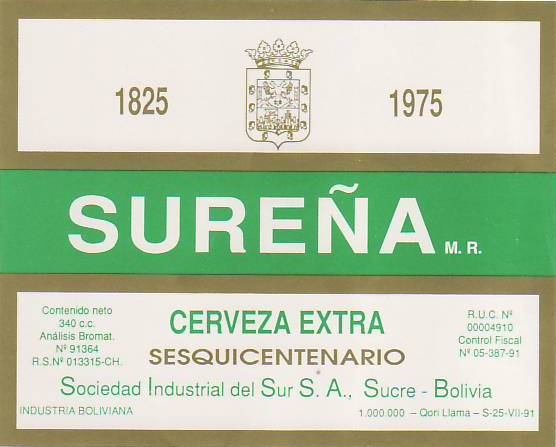 1825
1975
SUREÑA M. R.
Contenido neto
340 c.c.
Análisis Bromat.
Nº 91364
R.S.Nº 013315-CH.
CERVEZA EXTRA
SESQUICENTENARIO
R.U.C. Nº
00004910
Control Fiscal
Nº 05-387-91
Sociedad Industrial del Sur S. A., Sucre - Bolivia
INDUSTRIA BOLIVIANA
1.000.000 – Qori Llama – S-25-VII-91